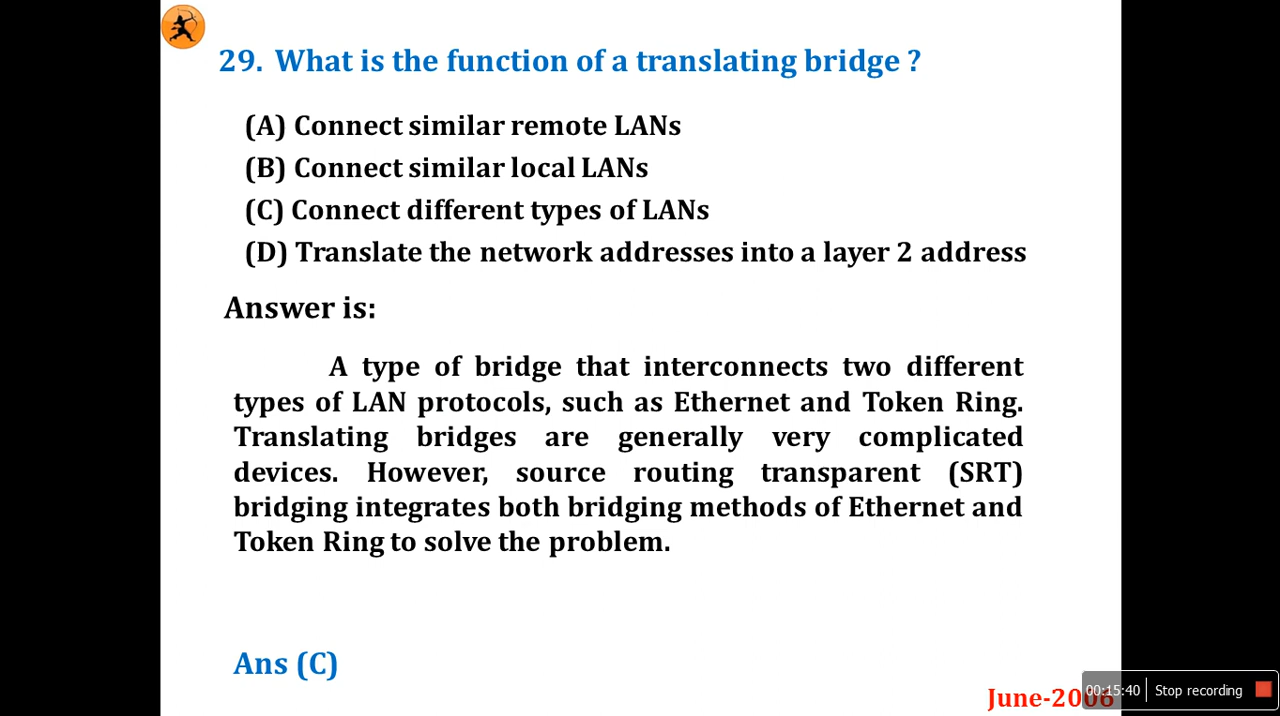 29. What is the function of a translating bridge ?
(A) Connect similar remote LANs
(B) Connect similar local LANs
(C) Connect different types of LANs
(D) Translate the network addresses into a layer 2 address
Answer is:
A type of bridge that interconnects two different
types of LAN protocols, such as Ethernet and Token Ring.
Translating bridges are generally very complicated
devices. However, source routing transparent (SRT)
bridging integrates both bridging methods of Ethernet and
Token Ring to solve the problem.
Ans (C)
June-2006
00:15:40 Stop recording